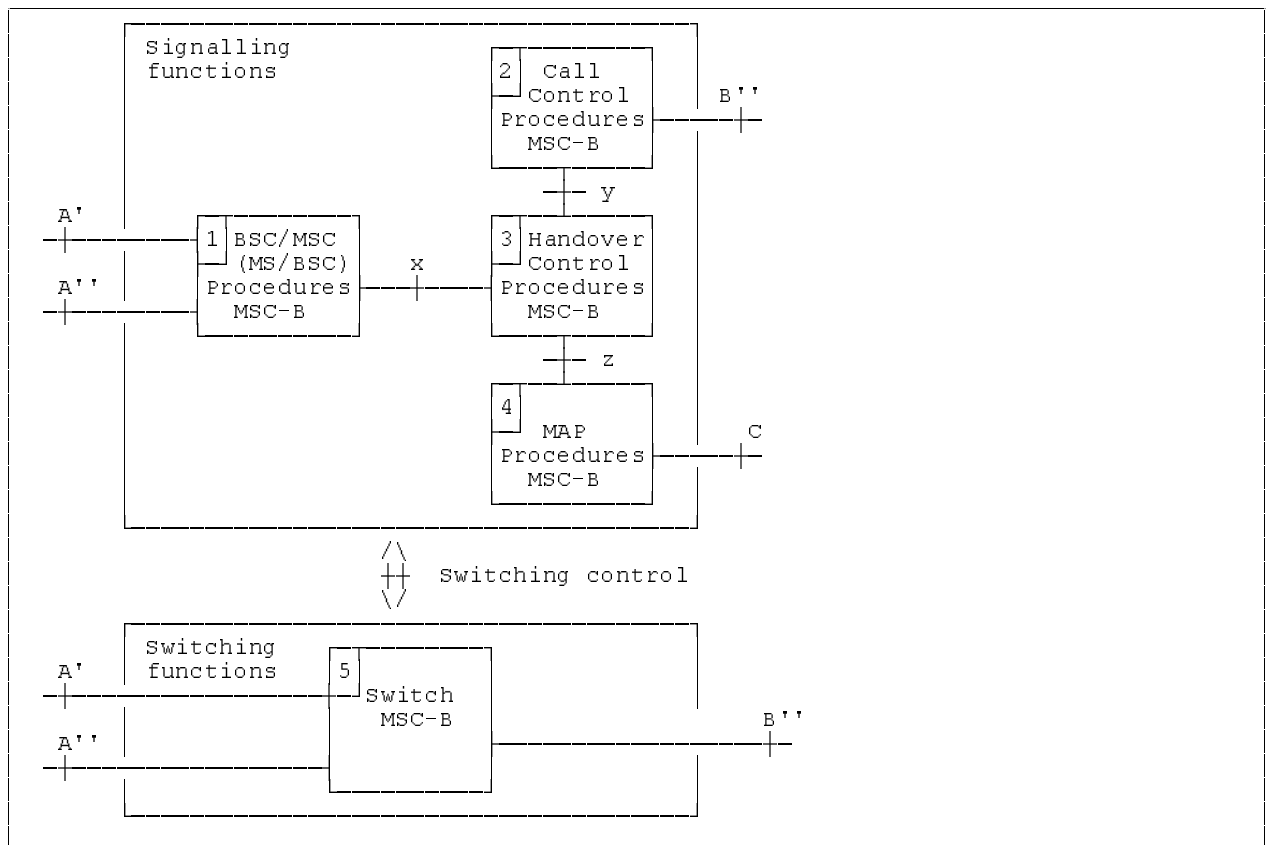 Signalling
functions
2 Call
Control
Procedures
MSC-B
B''
y
A'
1 BSC/MSC
(MS/BSC)
Procedures
MSC-B
A''
x
3 Handover
Control
Procedures
MSC-B
z
4
MAP
Procedures
MSC-B
C
Switching control
Switching
functions
A'
5
Switch
MSC-B
A''
B''